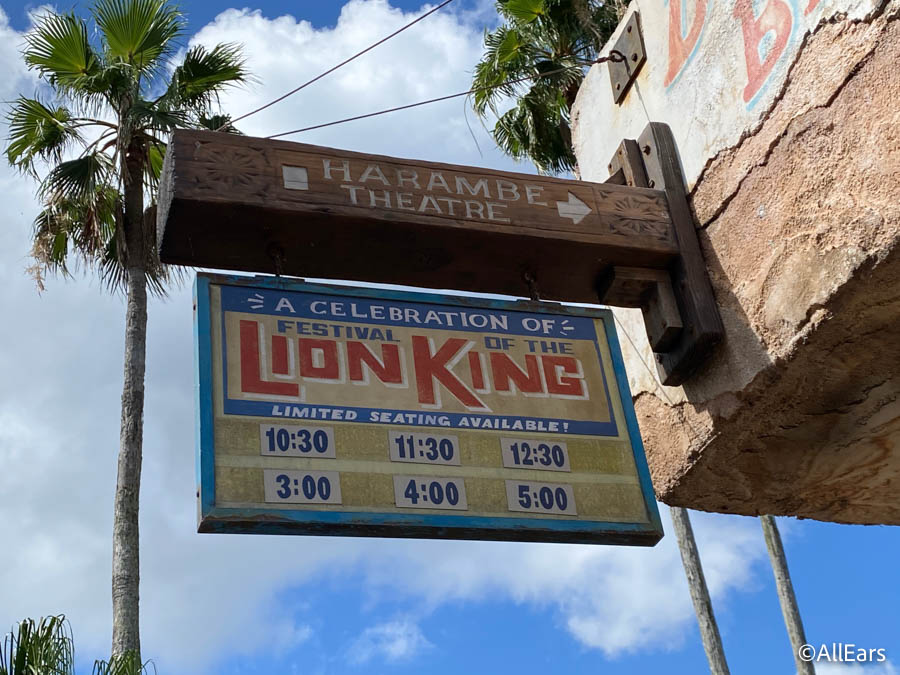 HARAMBE
THEATRE
A CELEBRATION OF
FESTIVAL OF THE
LION KING
LIMITED SEATING AVAILABLE!
10:30 11:30 12:30
3:00 4:00 5:00
©AllEars